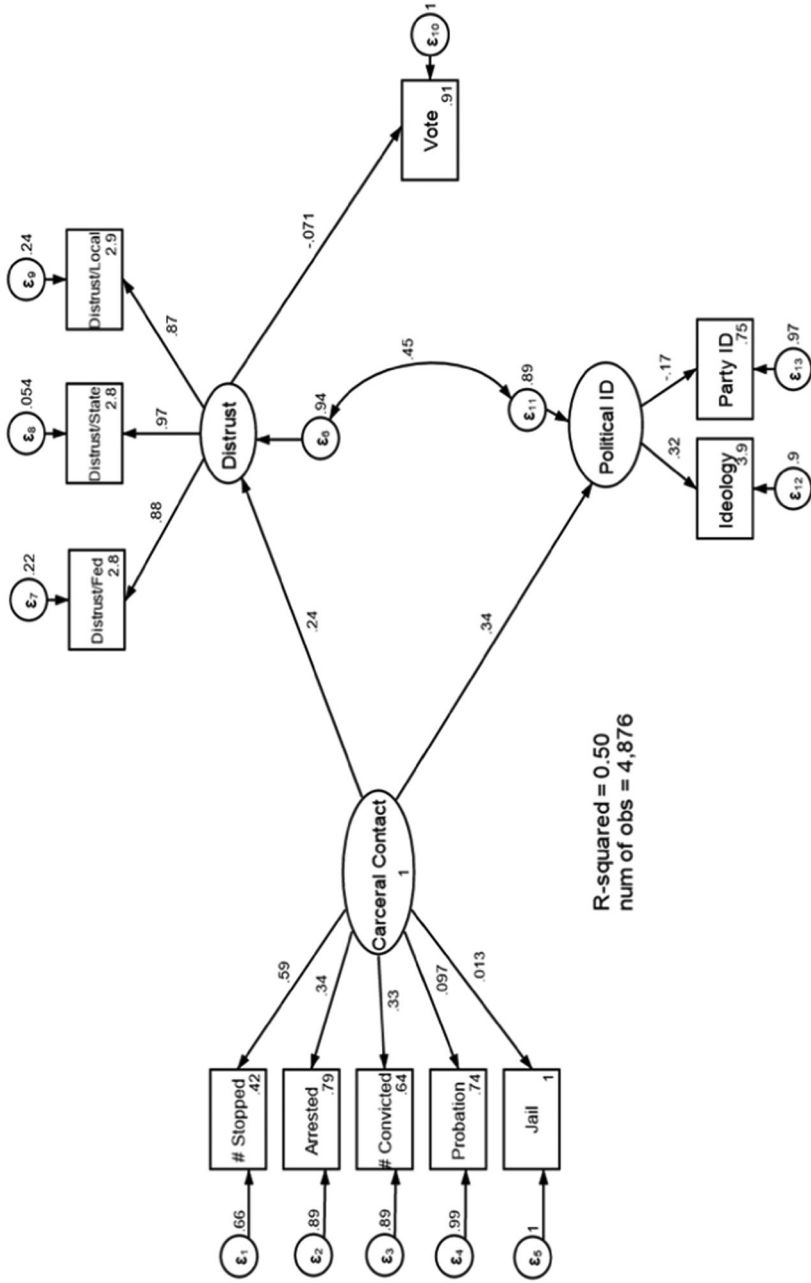 ε₁ .66
# Stopped
.42
ε₂ .89
Arrested
.79
ε₃ .89
# Convicted
.64
ε₄ .99
Probation
.74
ε₅ 1
Jail
1
.59
.34
.33
.097
.013
Carceral Contact
1
.24
.34
R-squared = 0.50
num of obs = 4,876
ε₇ .22
Distrust/Fed
2.8
ε₈ .054
Distrust/State
2.8
ε₉ .24
Distrust/Local
2.9
.88
.97
.87
Distrust
ε₆ .94
.45
ε₁₁ .89
Political ID
.32
-.17
Ideology
3.9
Party ID
.75
ε₁₂ .9
ε₁₃ .97
-.071
Vote
.91
ε₁₀ 1